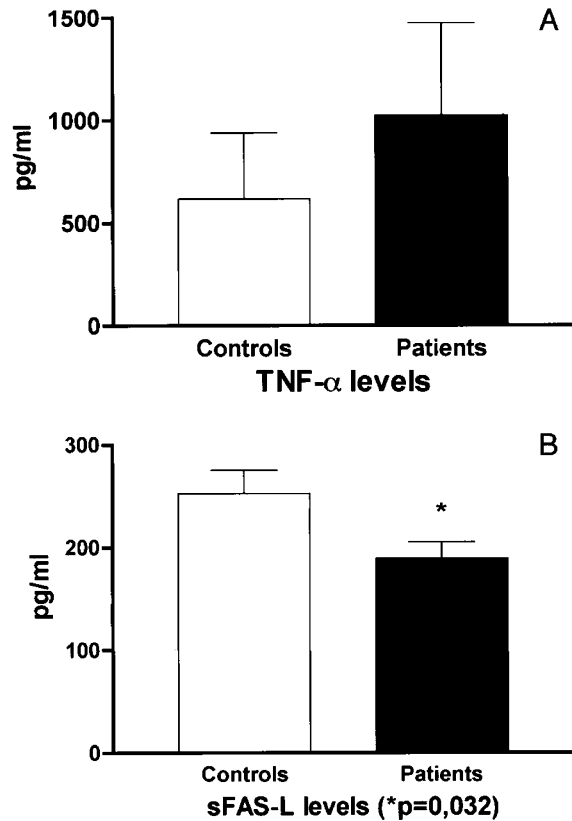 A
1500
1000
500
0
pg/ml
Controls Patients
TNF-α levels
B
300
200
100
0
pg/ml
*
Controls Patients
sFAS-L levels (*p=0,032)